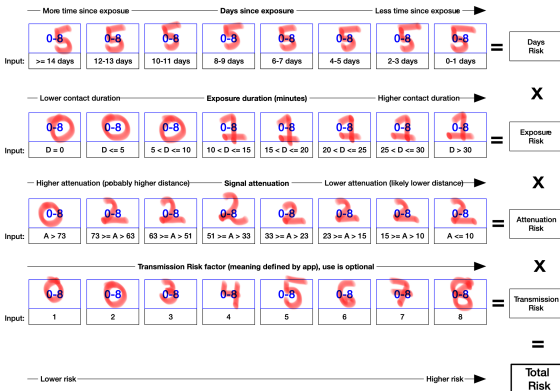 More time since exposue Days since exposure Less time since exposue
0-8 0-8 0-8 0-8 0-8 0-8 0-8 0-8
5 5 5 5 5 5 5 5
= Days Risk
Input: >= 14 days 12-13 days 10-11 days 8-9 days 6-7 days 4-5 days 2-3 days 0-1 days
X
Lower contact duration Exposure duration (minutes) Higher contact duration
0-8 0-8 0-8 0-8 0-8 0-8 0-8 0-8
0 0 0 1 1 1 1 1
= Exposue Risk
Input: D = 0 D <= 5 5 < D <= 10 10 < D <= 15 15 < D <= 20 20 < D <= 25 25 < D <= 30 D > 30
X
Higher attenuation (pobably higher distance) Signal attenuation Lower attenuation (likely lower distance)
0-8 0-8 0-8 0-8 0-8 0-8 0-8 0-8
0 2 2 2 2 2 2 2
= Attenuation Risk
Input: A > 73 73 >= A > 63 63 >= A > 51 51 >= A > 33 33 >= A > 23 23 >= A > 15 15 >= A > 10 A <= 10
X
Transmission Risk factor (meaning defined by app), use is optional
0-8 0-8 0-8 0-8 0-8 0-8 0-8 0-8
0 0 3 4 5 6 7 8
= Transmission Risk
Input: 1 2 3 4 5 6 7 8
=
Lower risk Higher risk
Total Risk